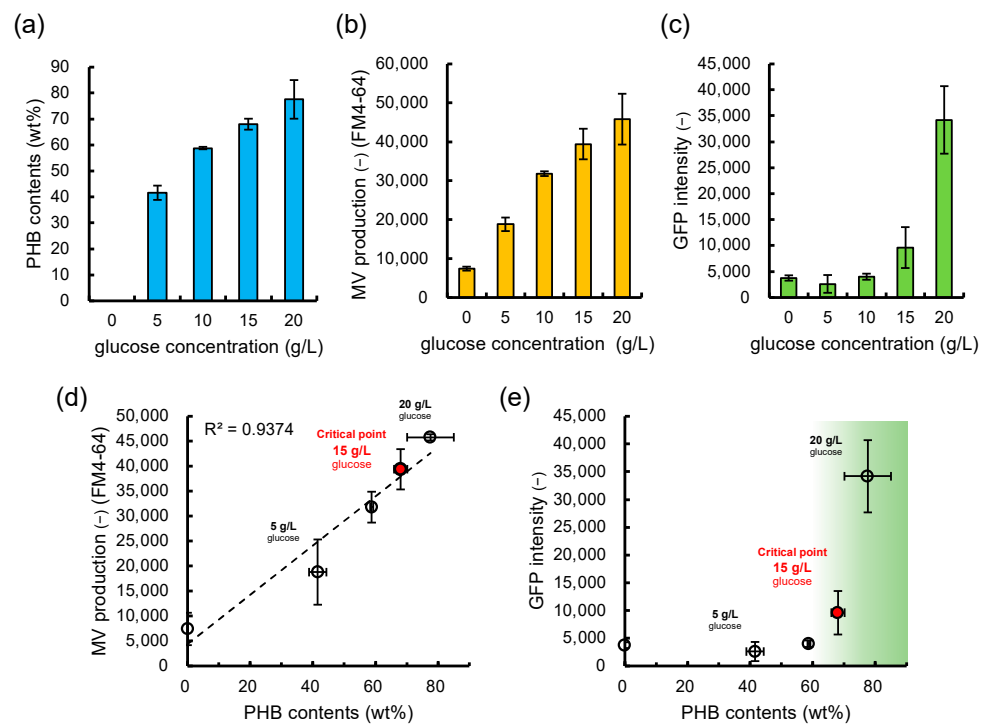 (a)
PHB contents (wt%)
90
80
70
60
50
40
30
20
10
0
0 5 10 15 20
glucose concentration (g/L)
(b)
MV production (−) (FM4-64)
60,000
50,000
40,000
30,000
20,000
10,000
0
0 5 10 15 20
glucose concentration (g/L)
(c)
GFP intensity (−)
45,000
40,000
35,000
30,000
25,000
20,000
15,000
10,000
5,000
0
0 5 10 15 20
glucose concentration (g/L)
(d)
MV production (−) (FM4-64)
50,000
45,000
40,000
35,000
30,000
25,000
20,000
15,000
10,000
5,000
0
R² = 0.9374
20 g/L
glucose
Critical point
15 g/L
glucose
5 g/L
glucose
0 20 40 60 80
PHB contents (wt%)
(e)
GFP intensity (−)
45,000
40,000
35,000
30,000
25,000
20,000
15,000
10,000
5,000
0
20 g/L
glucose
Critical point
15 g/L
glucose
5 g/L
glucose
0 20 40 60 80
PHB contents (wt%)